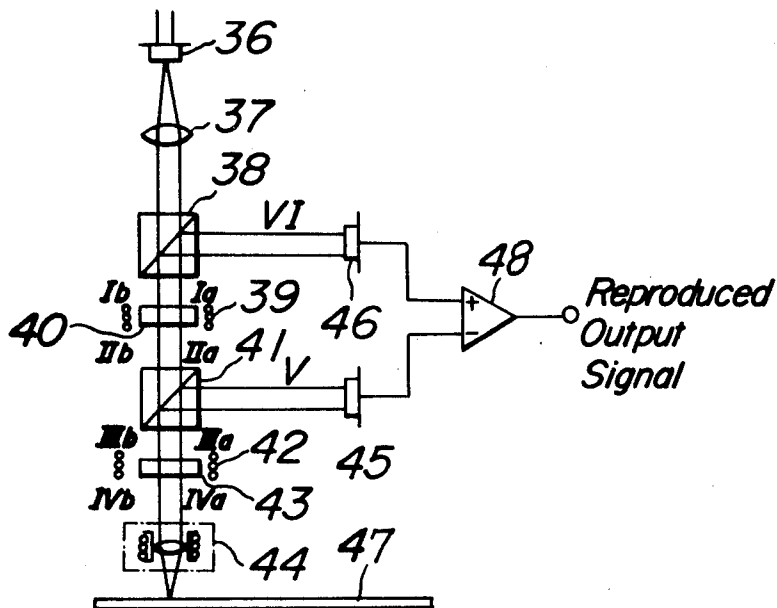 36
37
38
VI
Ib Ia 39
40
46
48
+
−
Reproduced
Output
Signal
IIb IIa 41
V
IIIb IIIa 42
45
IVb IVa 43
44
47